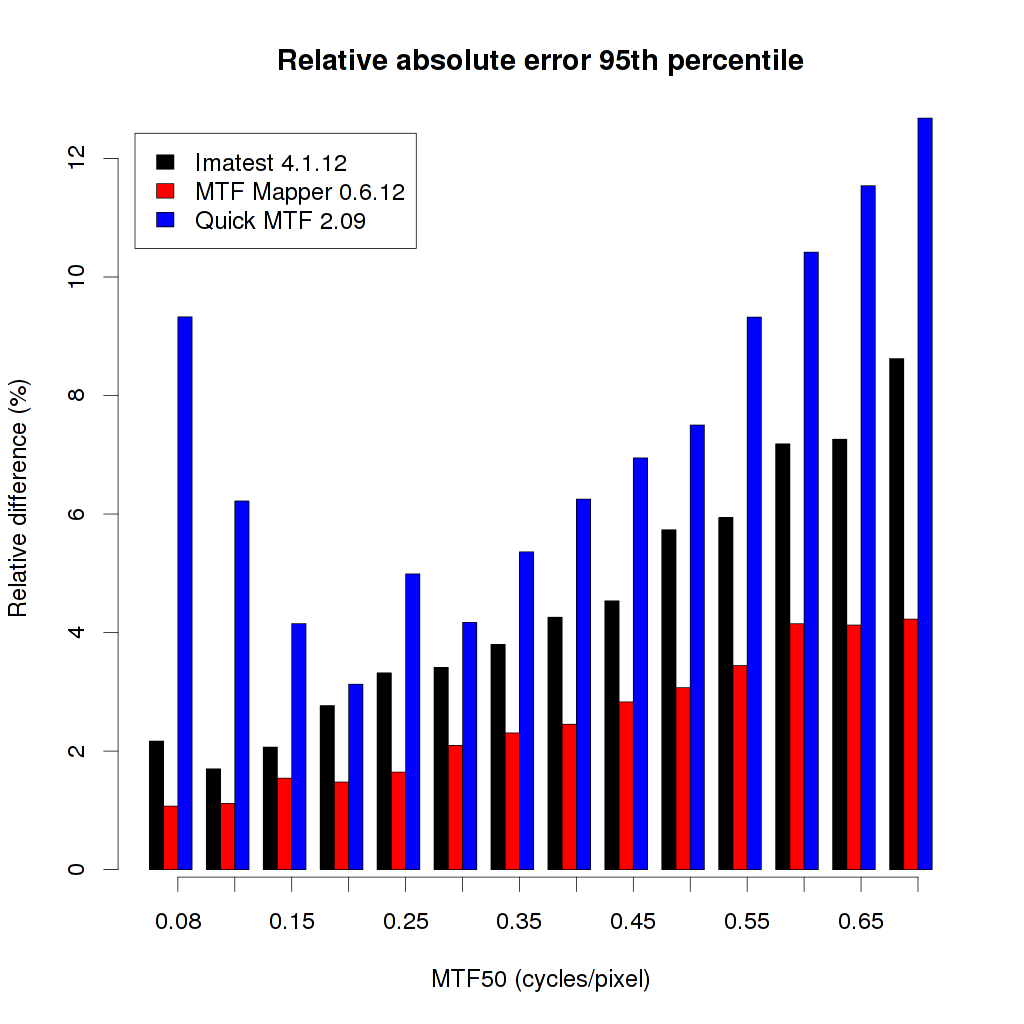 Relative absolute error 95th percentile
Imatest 4.1.12
MTF Mapper 0.6.12
Quick MTF 2.09
Relative difference (%)
12
10
8
6
4
2
0
0.08 0.15 0.25 0.35 0.45 0.55 0.65
MTF50 (cycles/pixel)